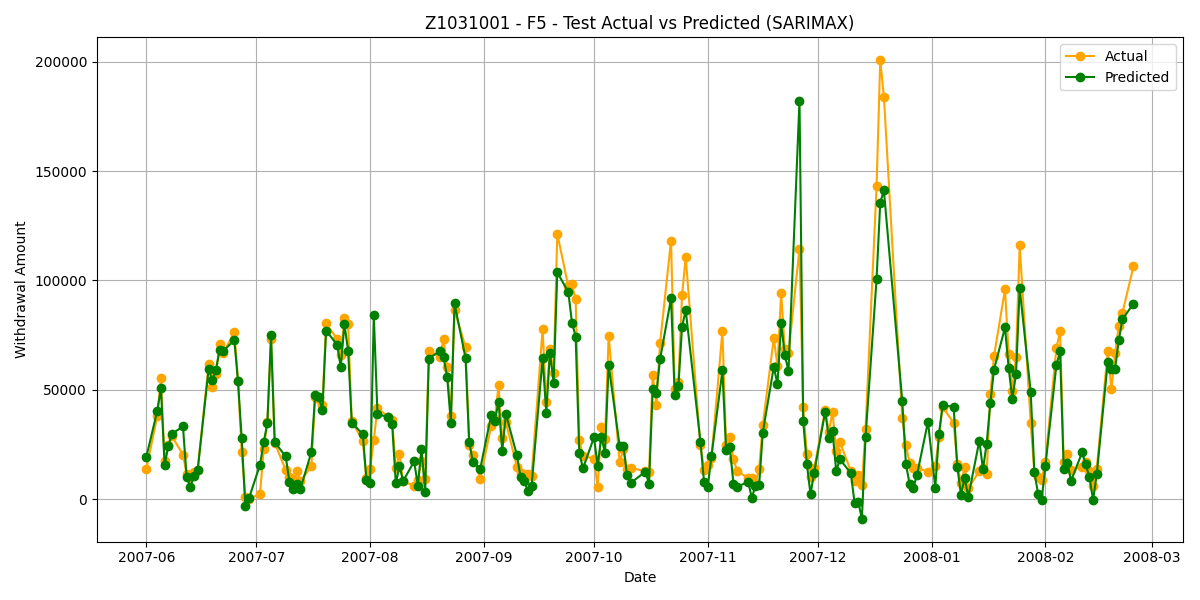 Z1031001 - F5 - Test Actual vs Predicted (SARIMAX)
Actual
Predicted
Withdrawal Amount
200000
150000
100000
50000
0
2007-06 2007-07 2007-08 2007-09 2007-10 2007-11 2007-12 2008-01 2008-02 2008-03
Date